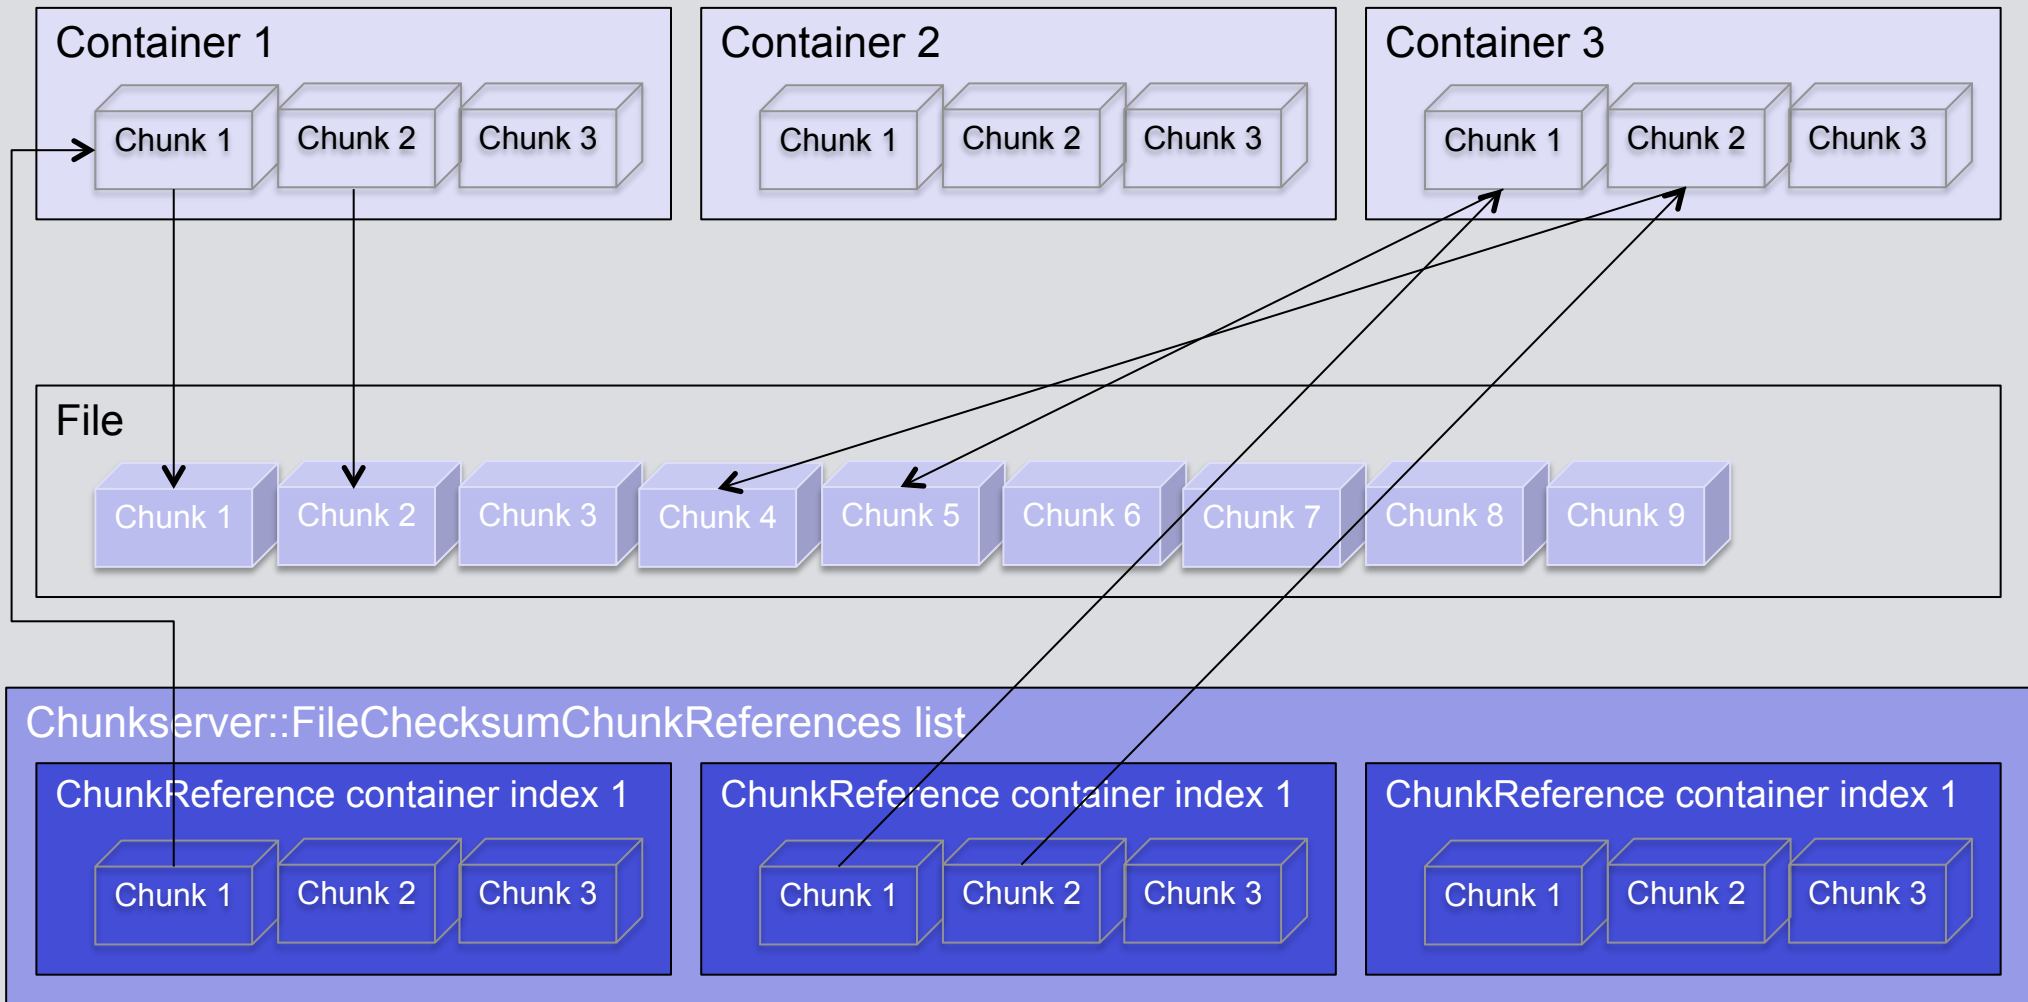 Container 1
Container 2
Container 3
Chunk 1
Chunk 2
Chunk 3
Chunk 1
Chunk 2
Chunk 3
Chunk 1
Chunk 2
Chunk 3
File
Chunk 1
Chunk 2
Chunk 3
Chunk 4
Chunk 5
Chunk 6
Chunk 7
Chunk 8
Chunk 9
Chunkserver::FileChecksumChunkReferences list
ChunkReference container index 1
ChunkReference container index 1
ChunkReference container index 1
Chunk 1
Chunk 2
Chunk 3
Chunk 1
Chunk 2
Chunk 3
Chunk 1
Chunk 2
Chunk 3